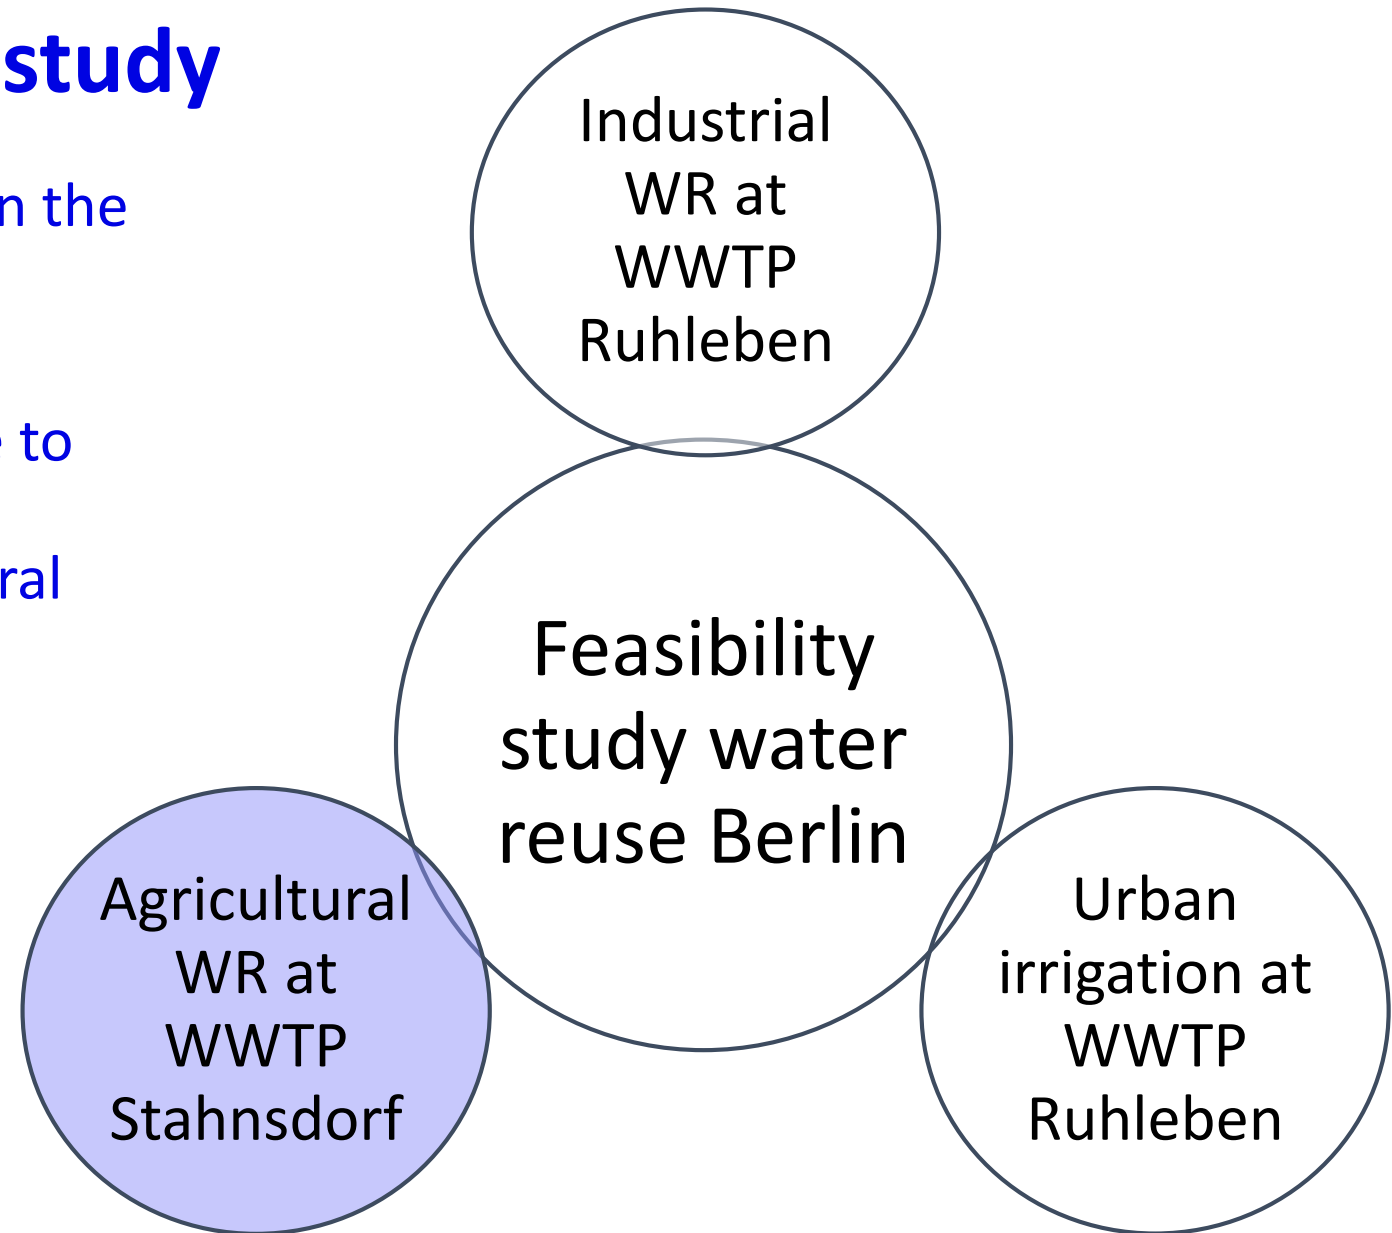 study
n the
to
ral
Industrial
WR at
WWTP
Ruhleben
Feasibility
study water
reuse Berlin
Agricultural
WR at
WWTP
Stahnsdorf
Urban
irrigation at
WWTP
Ruhleben